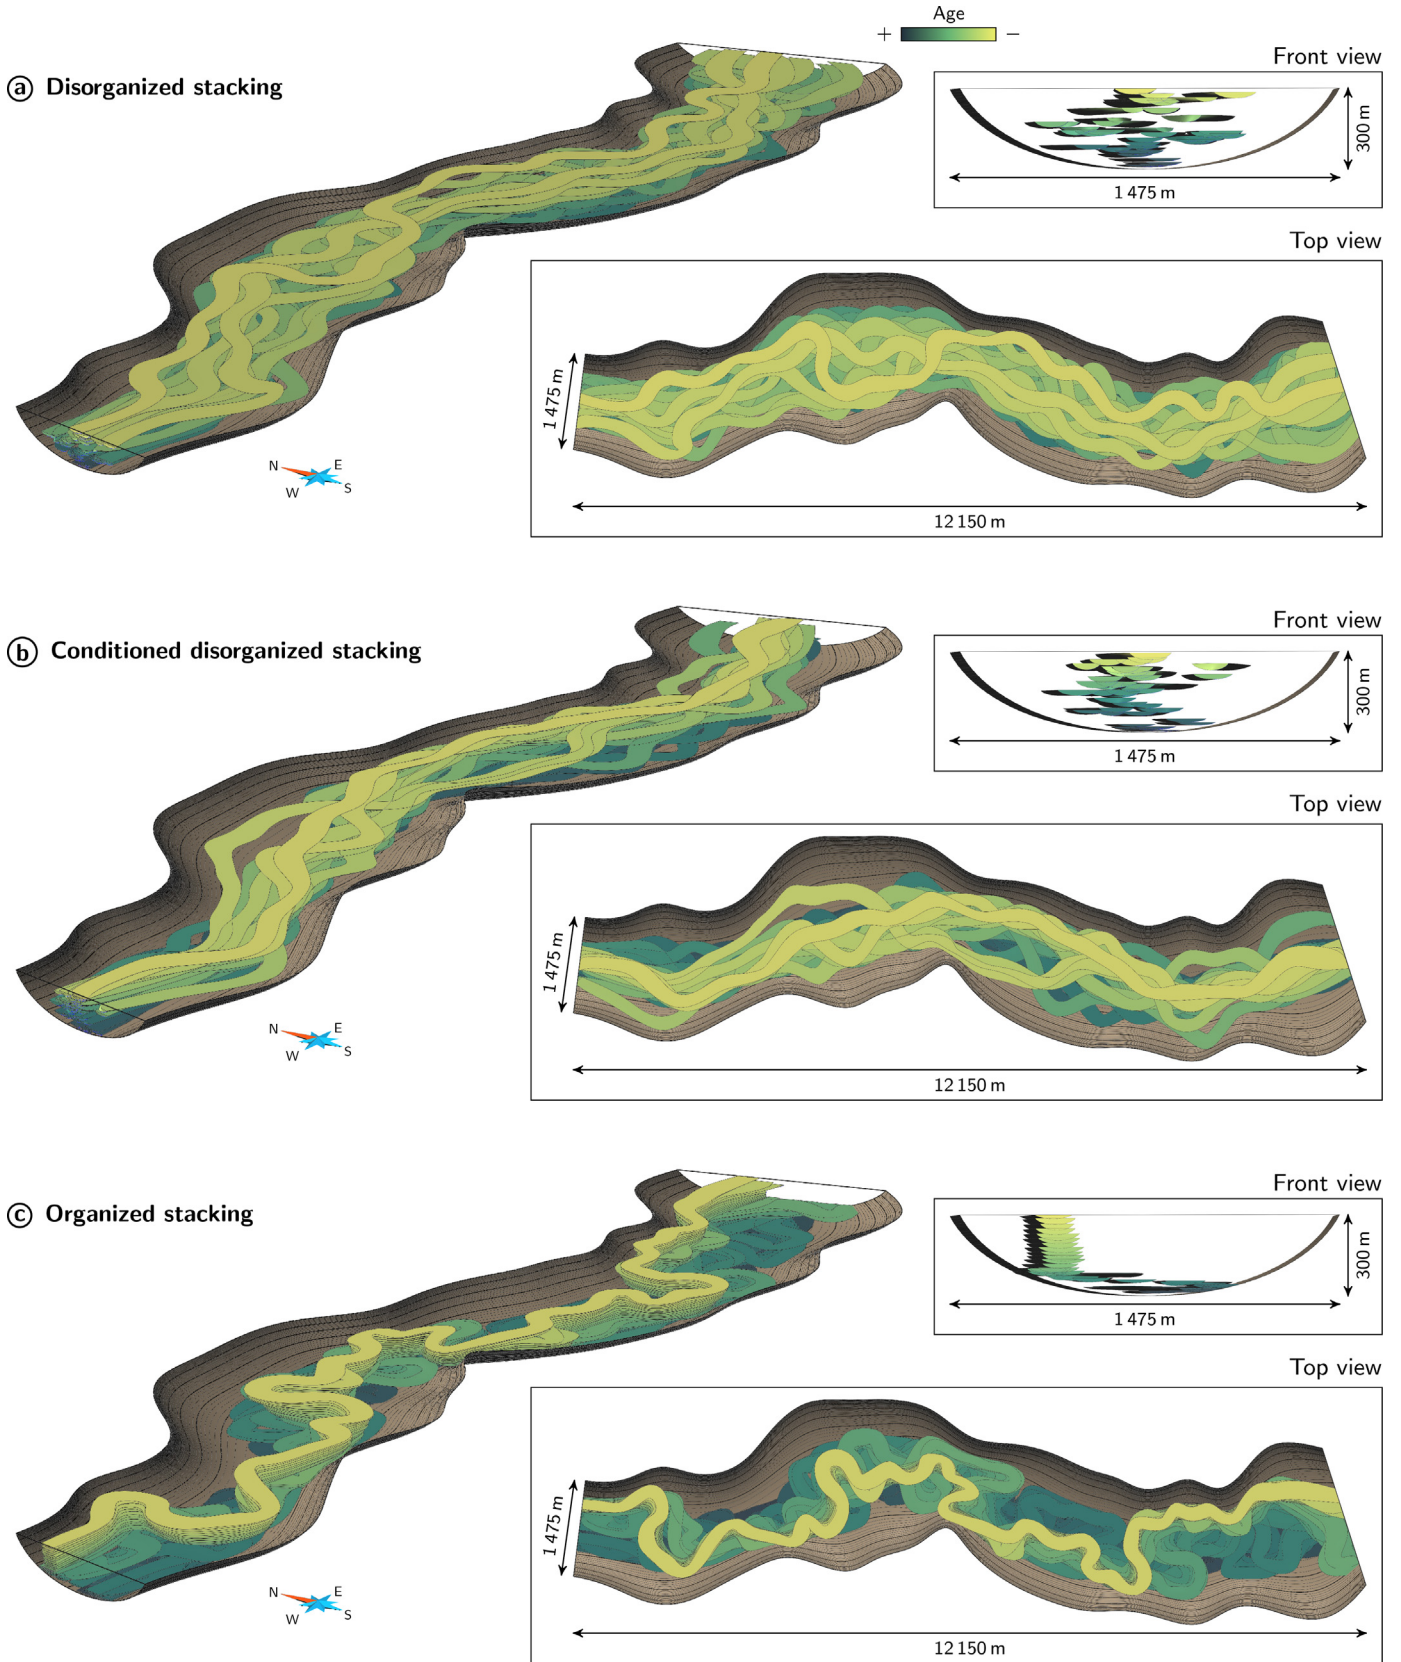 Age
+ −
Front view
ⓐ Disorganized stacking
300 m
1 475 m
Top view
1 475 m
N E
W S
12 150 m
Front view
ⓑ Conditioned disorganized stacking
300 m
1 475 m
Top view
1 475 m
N E
W S
12 150 m
Front view
ⓒ Organized stacking
300 m
1 475 m
Top view
1 475 m
N E
W S
12 150 m